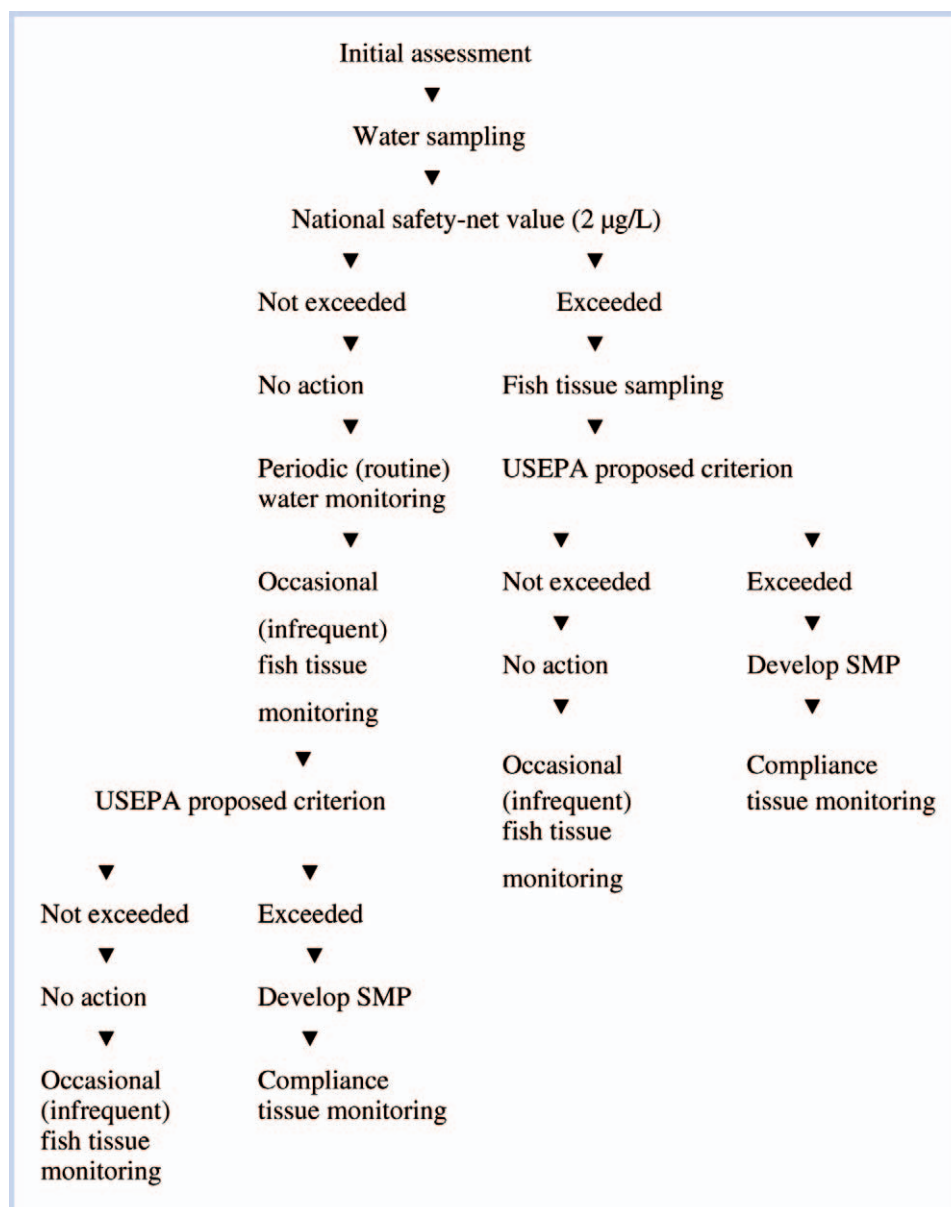 Initial assessment
▼
Water sampling
▼
National safety-net value (2 µg/L)
▼ ▼
Not exceeded Exceeded
▼ ▼
No action Fish tissue sampling
▼ ▼
Periodic (routine) USEPA proposed criterion
water monitoring
▼ ▼ ▼
Occasional Not exceeded Exceeded
(infrequent) ▼ ▼
fish tissue No action Develop SMP
monitoring ▼ ▼
▼ Occasional Compliance
USEPA proposed criterion (infrequent) tissue monitoring
fish tissue
▼ ▼ monitoring
Not exceeded Exceeded
▼ ▼
No action Develop SMP
▼ ▼
Occasional Compliance
(infrequent) tissue monitoring
fish tissue
monitoring